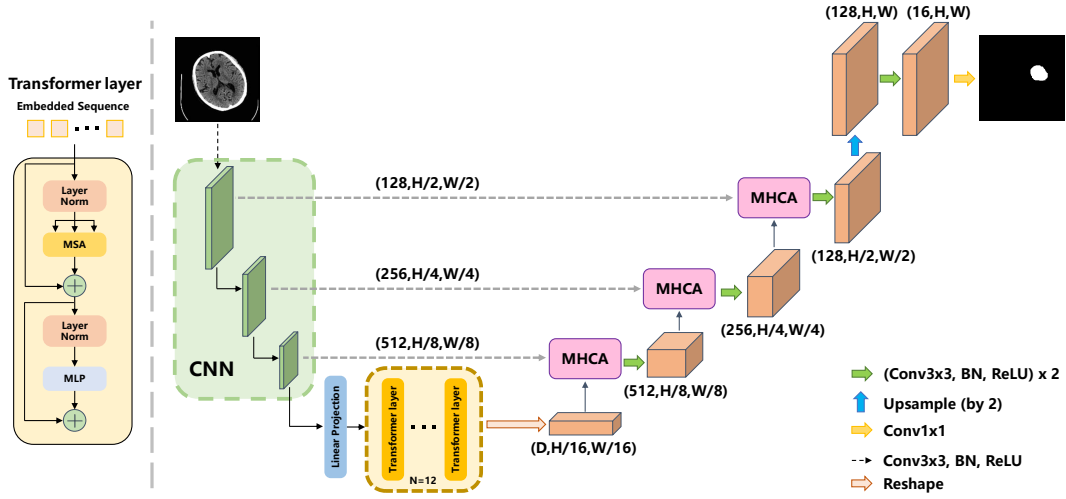 Transformer layer
Embedded Sequence
Layer
Norm
MSA
Layer
Norm
MLP
CNN
Linear Projection
Transformer layer
Transformer layer
N=12
(128,H/2,W/2)
(256,H/4,W/4)
(512,H/8,W/8)
(D,H/16,W/16)
MHCA
(512,H/8,W/8)
MHCA
(256,H/4,W/4)
MHCA
(128,H/2,W/2)
(128,H,W)
(16,H,W)
(Conv3x3, BN, ReLU) x 2
Upsample (by 2)
Conv1x1
Conv3x3, BN, ReLU
Reshape